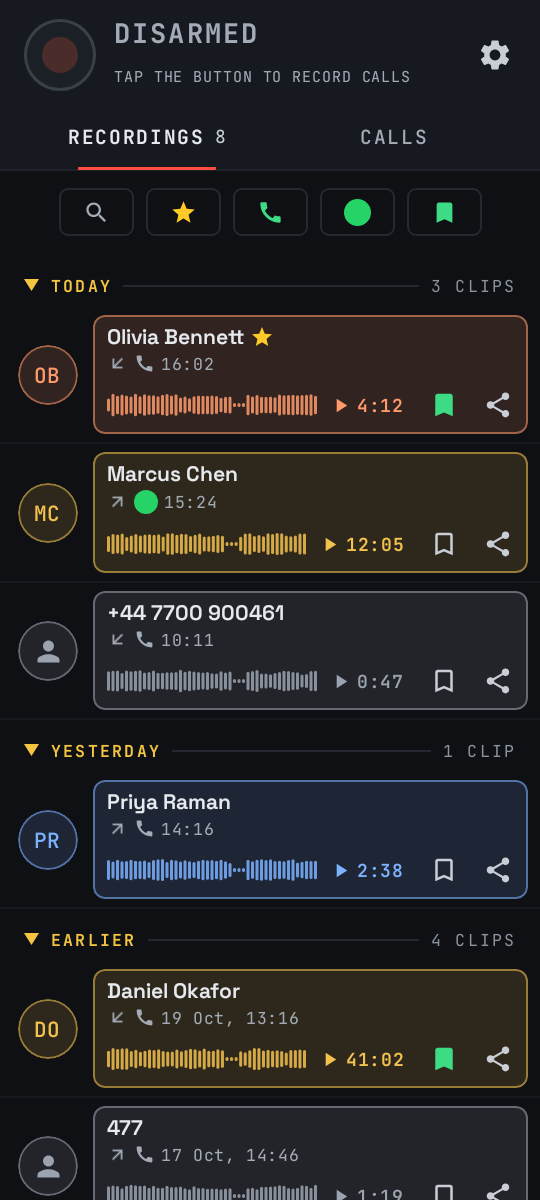 DISARMED
TAP THE BUTTON TO RECORD CALLS
RECORDINGS 8
CALLS
TODAY
3 CLIPS
OB
Olivia Bennett
16:02
4:12
MC
Marcus Chen
15:24
12:05
+44 7700 900461
10:11
0:47
YESTERDAY
1 CLIP
PR
Priya Raman
14:16
2:38
EARLIER
4 CLIPS
DO
Daniel Okafor
19 Oct, 13:16
41:02
477
17 Oct, 14:46
1:19